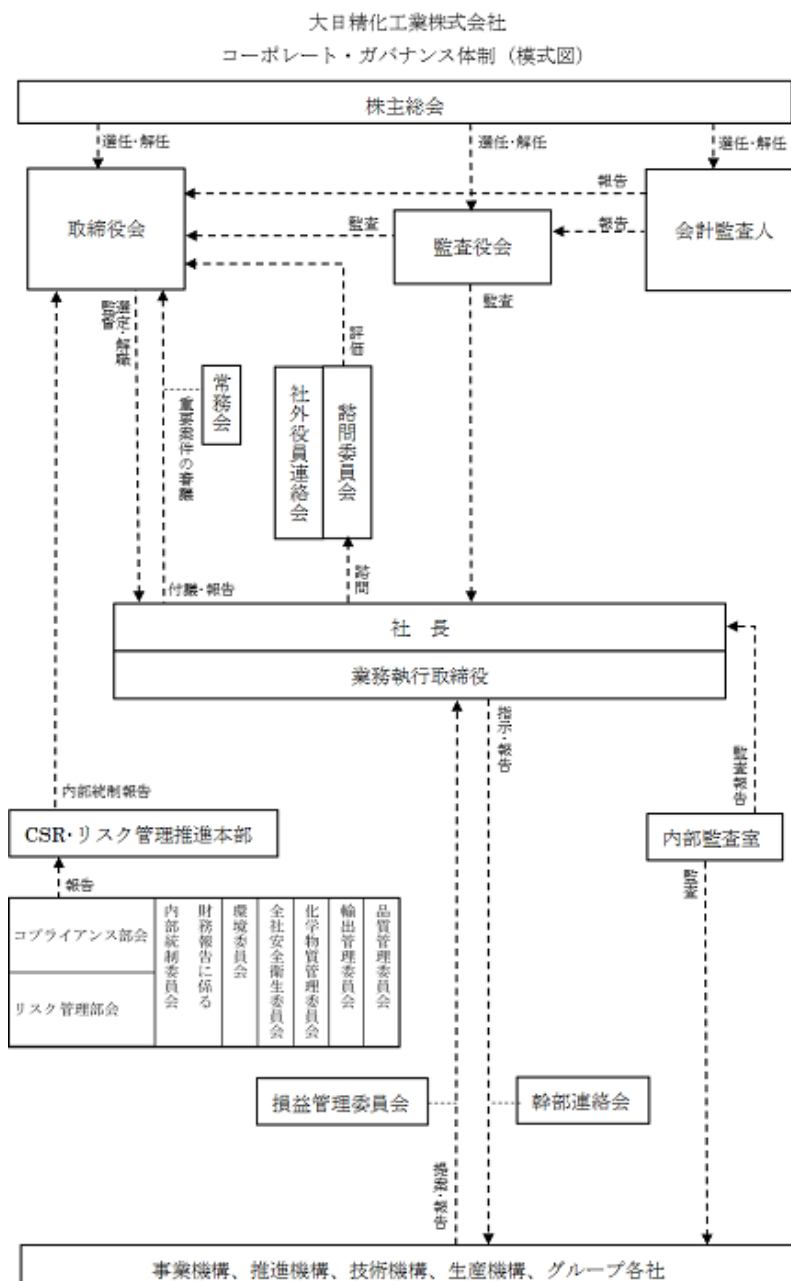 大日精化工業株式会社
コーポレート・ガバナンス体制（模式図）
株主総会
選任・解任
選任・解任
選任・解任
取締役会
監査役会
会計監査人
報告
報告
監査
監査
選定・解職
監督
常務会
重要案件の審議
評価
社外役員連絡会
諮問委員会
諮問
付議・報告
社 長
業務執行取締役
指示・報告
監査報告
内部統制報告
CSR・リスク管理推進本部
内部監査室
監査
報告
コプライアンス部会
リスク管理部会
財務報告に係る
内部統制委員会
環境委員会
全社安全衛生委員会
化学物質管理委員会
輸出管理委員会
品質管理委員会
損益管理委員会
幹部連絡会
・報告
事業機構、推進機構、技術機構、生産機構、グループ各社